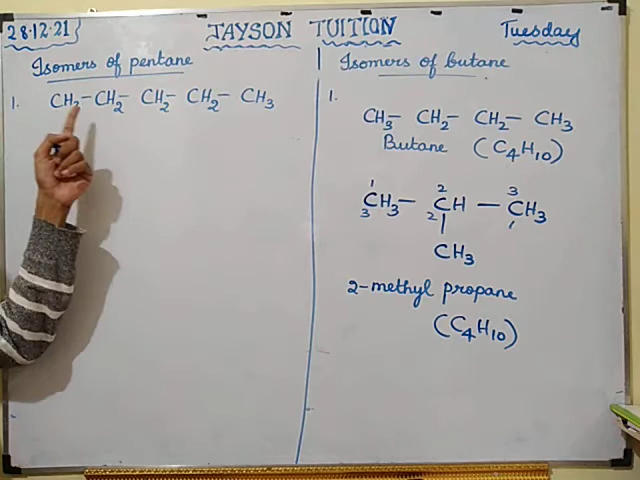 28.12.21
JAYSON TUITION
Tuesday
Isomers of pentane
1. CH3-CH2- CH2- CH2- CH3
Isomers of butane
1.
CH3- CH2- CH2- CH3
Butane (C4H10)
1 2 3
CH3- CH - CH3
3 2 1
CH3
2-methyl propane
(C4H10)